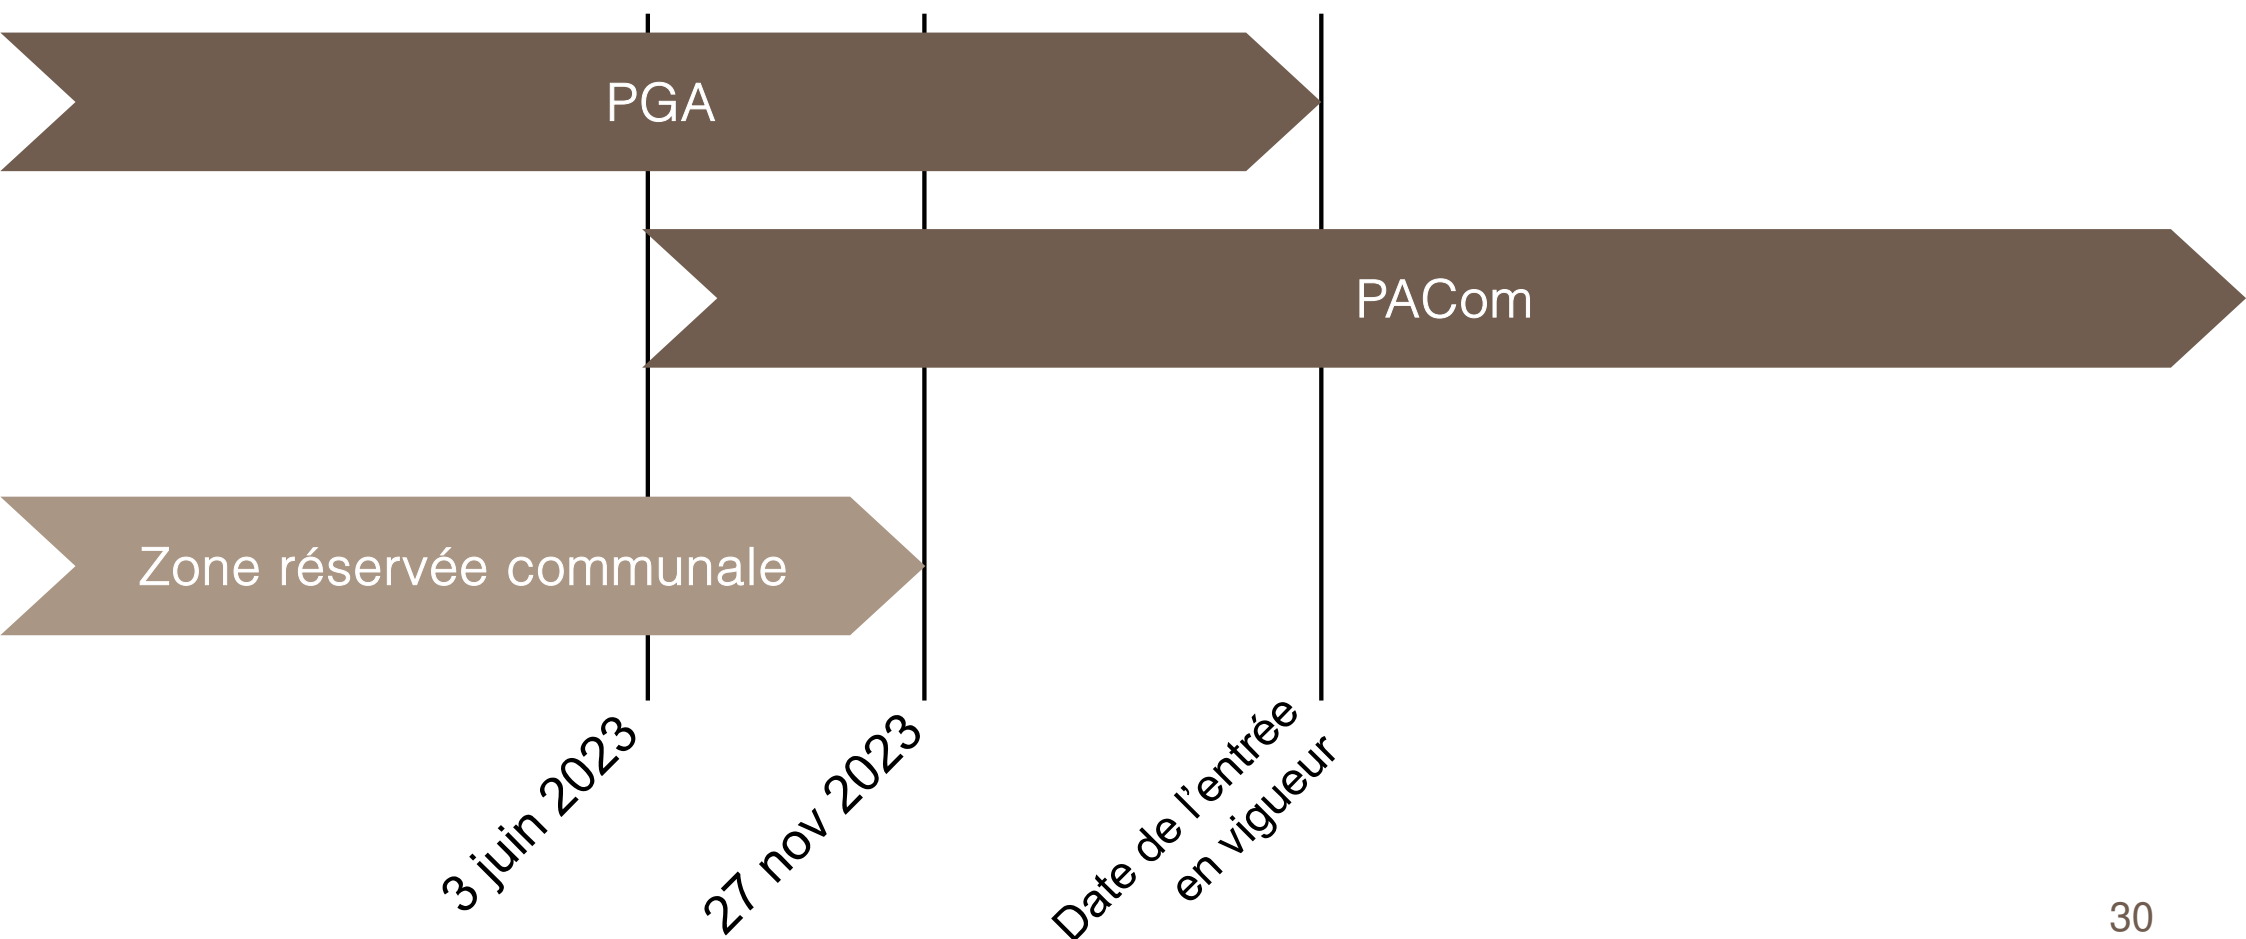 PGA
PACom
Zone réservée communale
3 juin 2023
27 nov 2023
Date de l'entrée
en vigueur
30